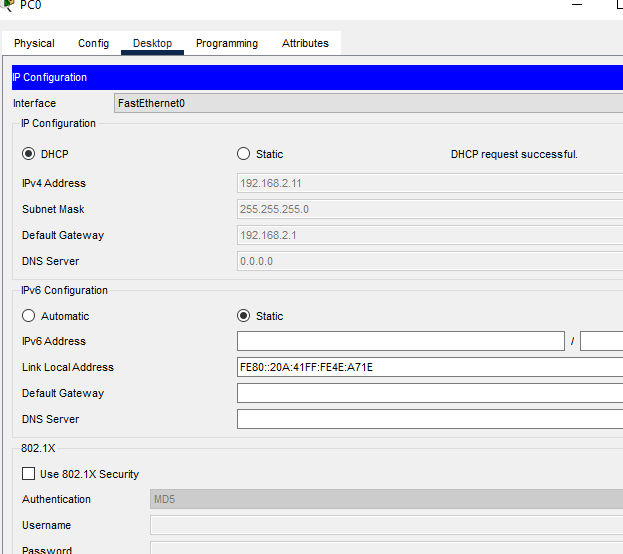 PC0
Physical Config Desktop Programming Attributes
IP Configuration
Interface FastEthernet0
IP Configuration
DHCP Static DHCP request successful.
IPv4 Address 192.168.2.11
Subnet Mask 255.255.255.0
Default Gateway 192.168.2.1
DNS Server 0.0.0.0
IPv6 Configuration
Automatic Static
IPv6 Address /
Link Local Address FE80::20A:41FF:FE4E:A71E
Default Gateway
DNS Server
802.1X
Use 802.1X Security
Authentication MD5
Username
Password